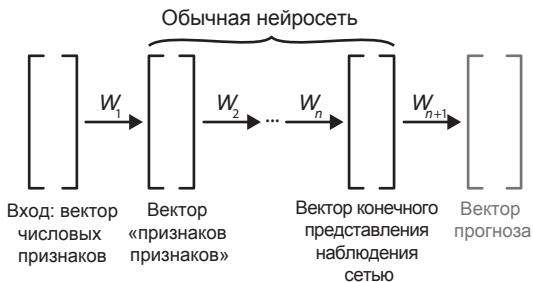 Обычная нейросеть
W1 W2 ... Wn Wn+1
Вход: вектор
числовых
признаков
Вектор
«признаков
признаков»
Вектор конечного
представления
наблюдения
сетью
Вектор
прогноза